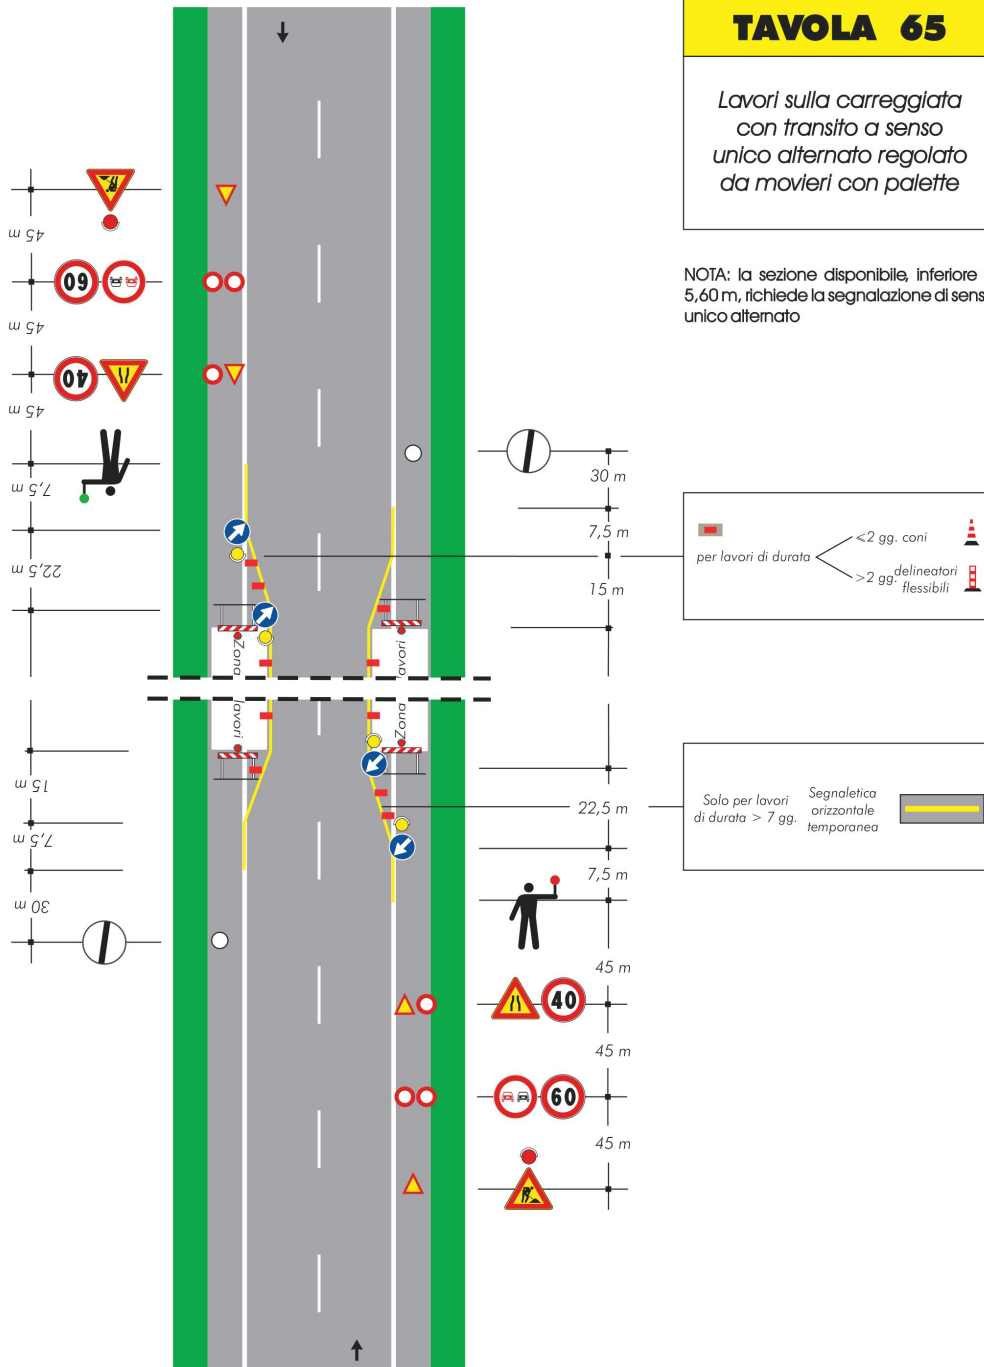 TAVOLA 65
Lavori sulla carreggiata
con transito a senso
unico alternato regolato
da movieri con palette
NOTA: la sezione disponibile, inferiore
5,60 m, richiede la segnalazione di sens
unico alternato
45 m
60
45 m
40
45 m
7,5 m
22,5 m
30 m
7,5 m
15 m
per lavori di durata
<2 gg. coni
>2 gg. delineatori
flessibili
Zona
lavori
avori
Zona
15 m
7,5 m
30 m
22,5 m
7,5 m
Solo per lavori
di durata > 7 gg.
Segnaletica
orizzontale
temporanea
45 m
40
45 m
60
45 m